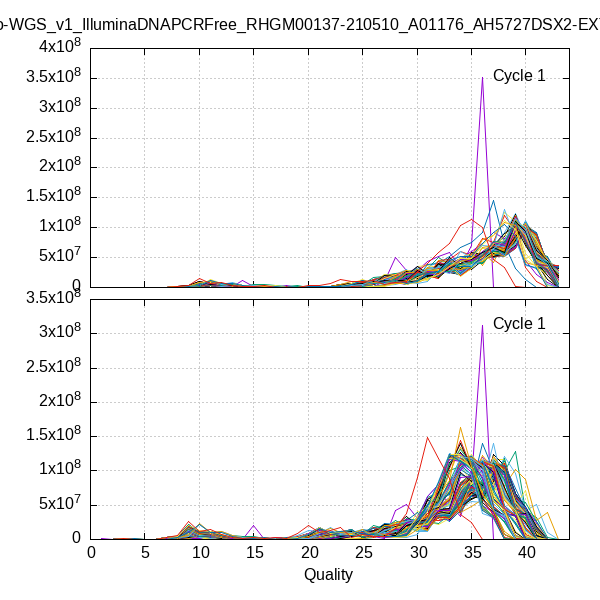 o-WGS_v1_IlluminaDNAPCRFree_RHGM00137-210510_A01176_AH5727DSX2-EX
4x10^8
3.5x10^8
3x10^8
2.5x10^8
2x10^8
1.5x10^8
1x10^8
5x10^7
0
Cycle 1
3.5x10^8
3x10^8
2.5x10^8
2x10^8
1.5x10^8
1x10^8
5x10^7
0
Cycle 1
0 5 10 15 20 25 30 35 40
Quality